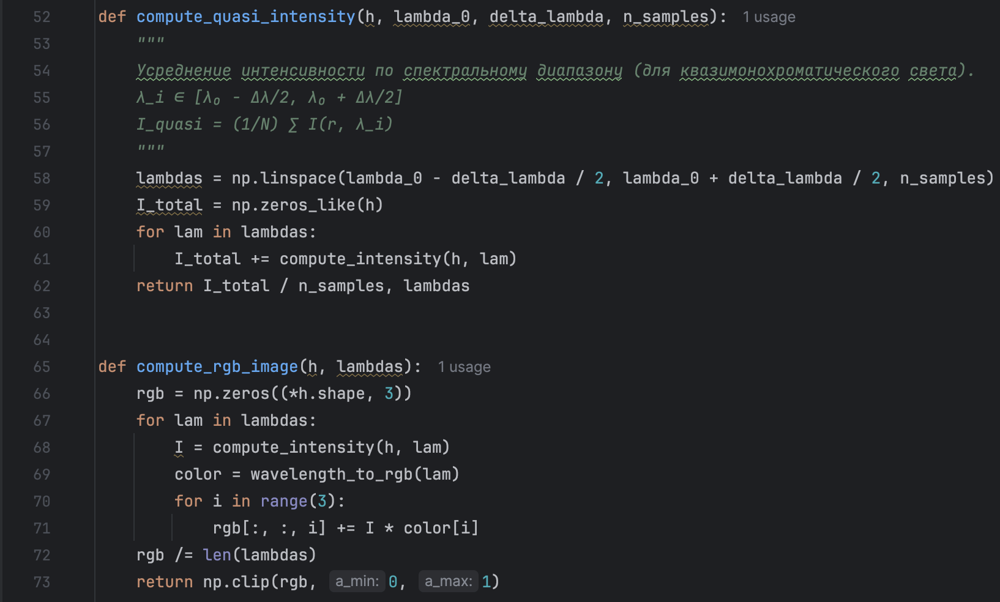 52 def compute_quasi_intensity(h, lambda_0, delta_lambda, n_samples): 1 usage
53 """
54 Усреднение интенсивности по спектральному диапазону (для квазимонохроматического света).
55 λ_i ∈ [λ₀ - Δλ/2, λ₀ + Δλ/2]
56 I_quasi = (1/N) ∑ I(r, λ_i)
57 """
58 lambdas = np.linspace(lambda_0 - delta_lambda / 2, lambda_0 + delta_lambda / 2, n_samples)
59 I_total = np.zeros_like(h)
60 for lam in lambdas:
61 I_total += compute_intensity(h, lam)
62 return I_total / n_samples, lambdas
63
64
65 def compute_rgb_image(h, lambdas): 1 usage
66 rgb = np.zeros((*h.shape, 3))
67 for lam in lambdas:
68 I = compute_intensity(h, lam)
69 color = wavelength_to_rgb(lam)
70 for i in range(3):
71 rgb[:, :, i] += I * color[i]
72 rgb /= len(lambdas)
73 return np.clip(rgb, a_min: 0, a_max: 1)